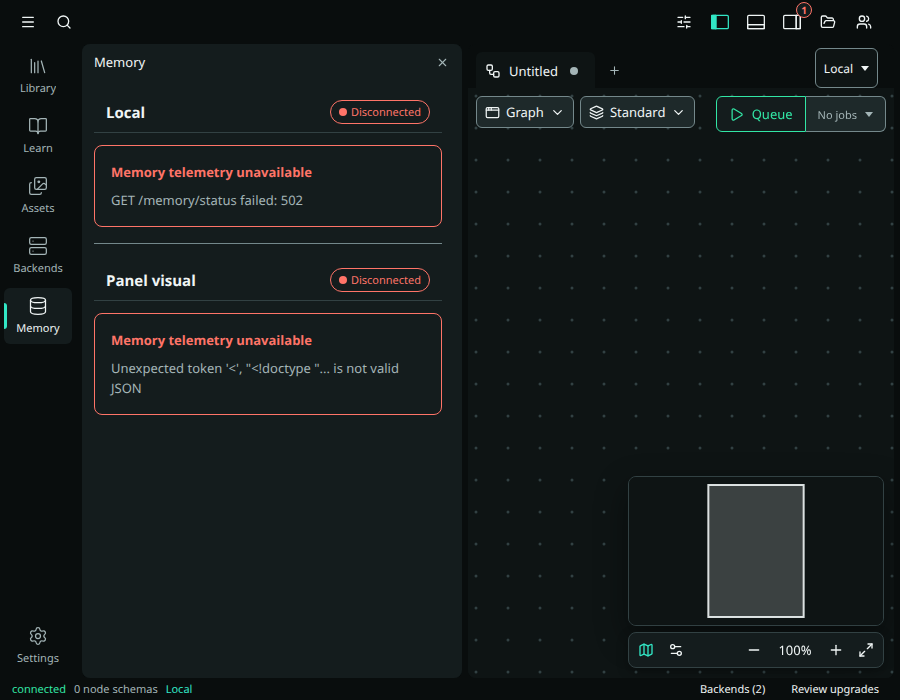 1
Library
Learn
Assets
Backends
Memory
Settings
Memory
Local
Disconnected
Memory telemetry unavailable
GET /memory/status failed: 502
Panel visual
Disconnected
Memory telemetry unavailable
Unexpected token '<', "<!doctype "... is not valid
JSON
Untitled
Local
Graph
Standard
Queue
No jobs
100%
connected
0 node schemas
Local
Backends (2)
Review upgrades